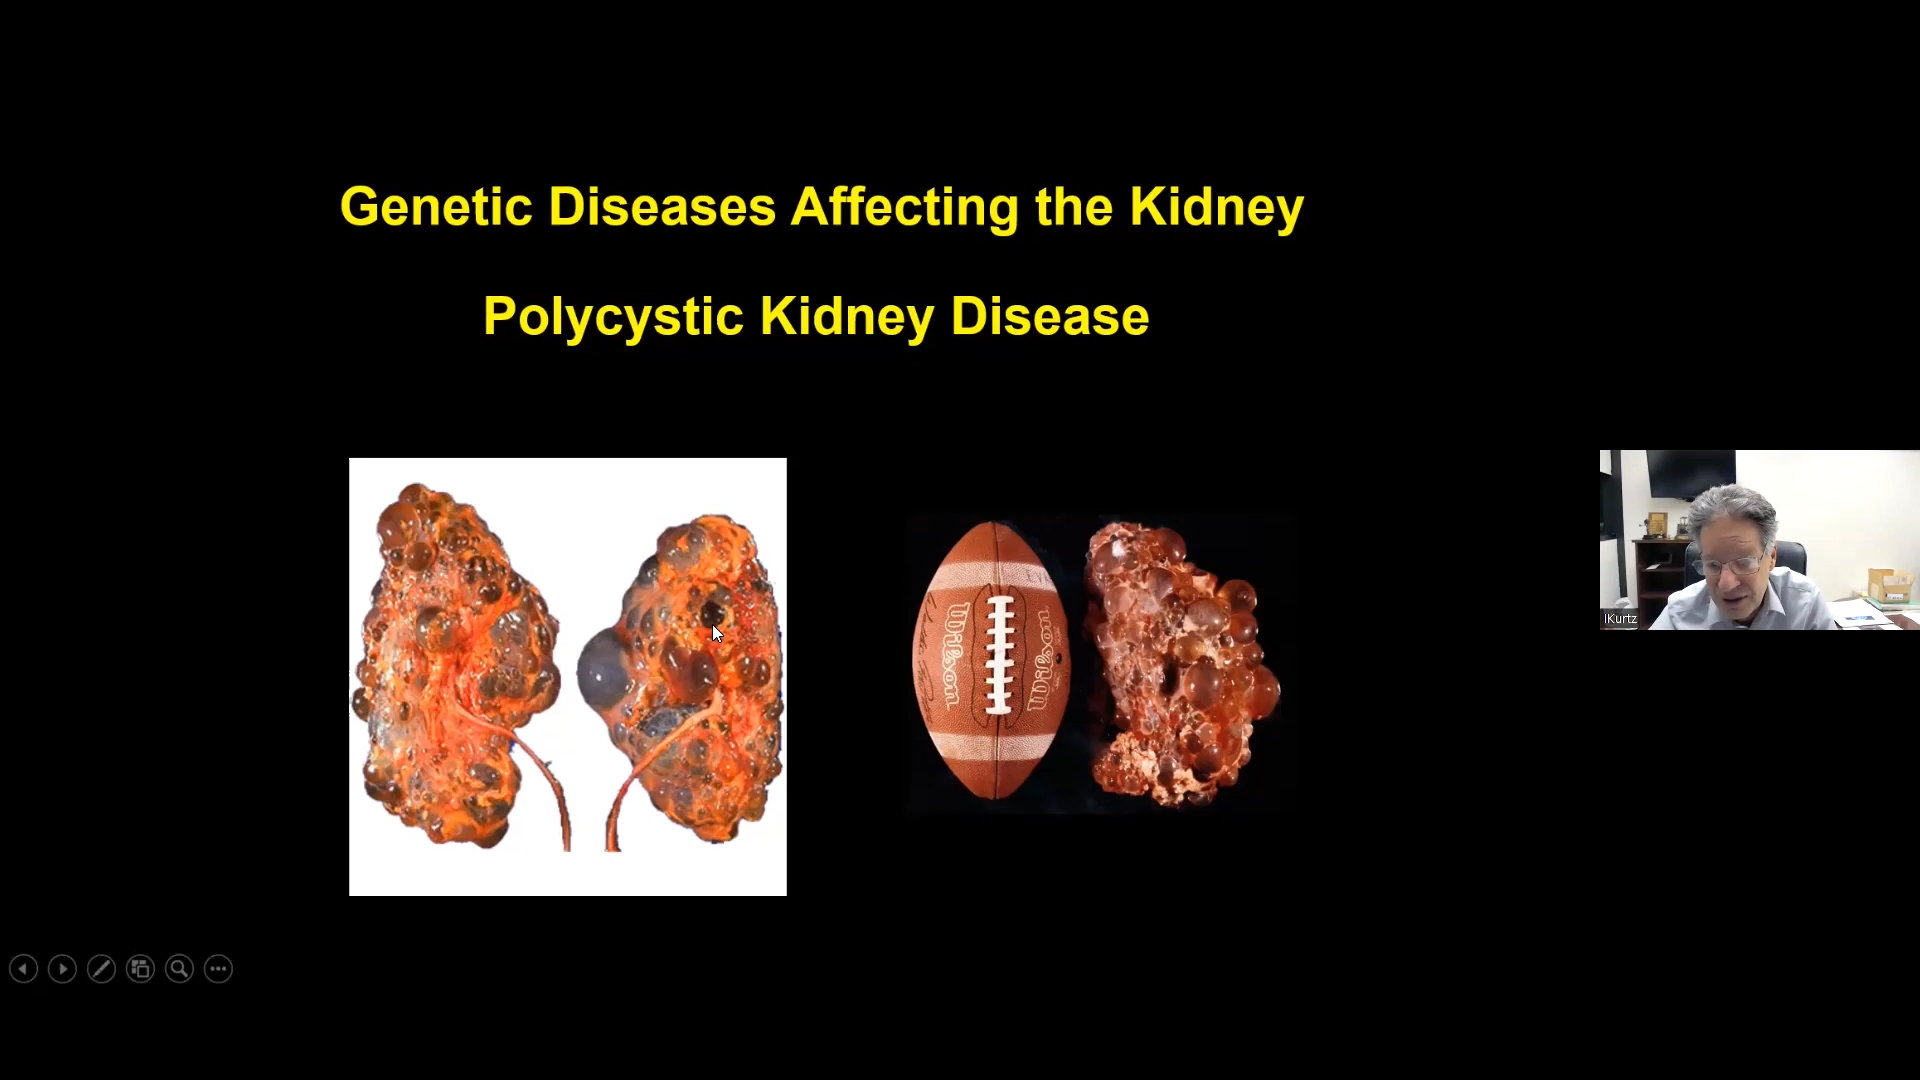 Genetic Diseases Affecting the Kidney
Polycystic Kidney Disease
Wilson
Wilson
IKurtz